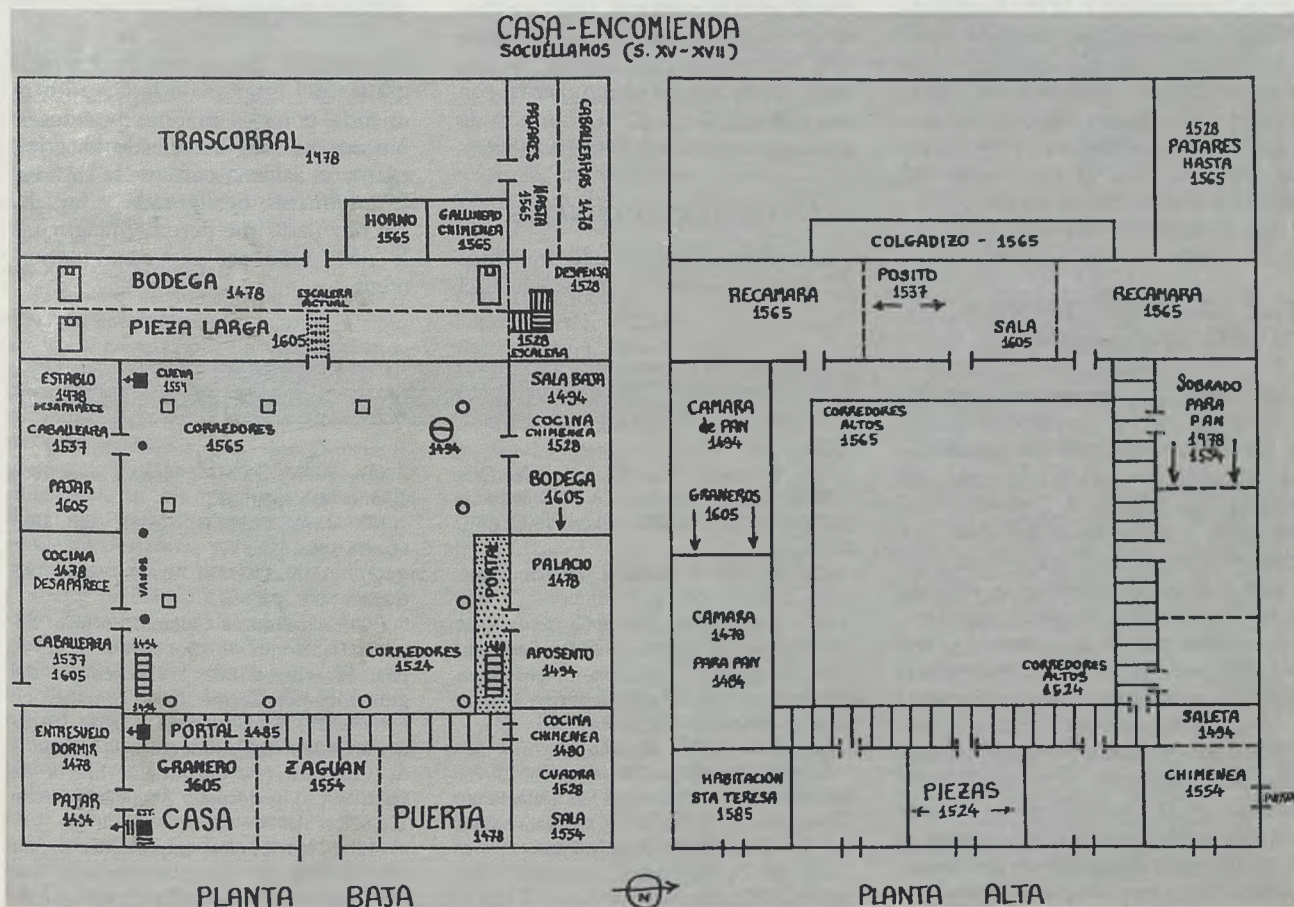 CASA-ENCOMIENDA
SOCUÉLLAMOS (S. XV-XVII)
TRASCORRAL 1478
PAJARES
HASTA
1565
CABALLERIZAS 1478
HORNO
1565
GALLINERO
CHIMENEA
1565
BODEGA 1478
ESCALERA
ACTUAL
DESPENSA
1528
PIEZA LARGA 1605
1528
ESCALERA
ESTABLO
1478
DESAPARECE
CUEVA
1554
CABALLERIZA
1537
CORREDORES
1565
1494
SALA BAJA
1494
COCINA
CHIMENEA
1528
PAJAR
1605
BODEGA
1605
COCINA
1478
DESAPARECE
VANOS
PORTAL
PALACIO
1478
CABALLERIZA
1537
1605
1494
1494
CORREDORES
1524
APOSENTO
1494
ENTRESUELO
DORMIR
1478
PORTAL 1485
COCINA
CHIMENEA
1480
GRANERO
1605
ZAGUAN
1554
CUADRA
1528
PAJAR
1494
CASA
PUERTA
1478
SALA
1554
PLANTA BAJA
N
1528
PAJARES
HASTA
1565
COLGADIZO - 1565
RECAMARA
1565
POSITO
1537
SALA
1605
RECAMARA
1565
CAMARA
de PAN
1494
CORREDORES
ALTOS
1565
SOBRADO
PARA
PAN
1978
1534
GRANEROS
1605
CAMARA
1478
PARA PAN
1484
CORREDORES
ALTOS
1524
SALETA
1494
HABITACION
STA TERESA
1585
PIEZAS
1524
CHIMENEA
1554
PLANTA ALTA